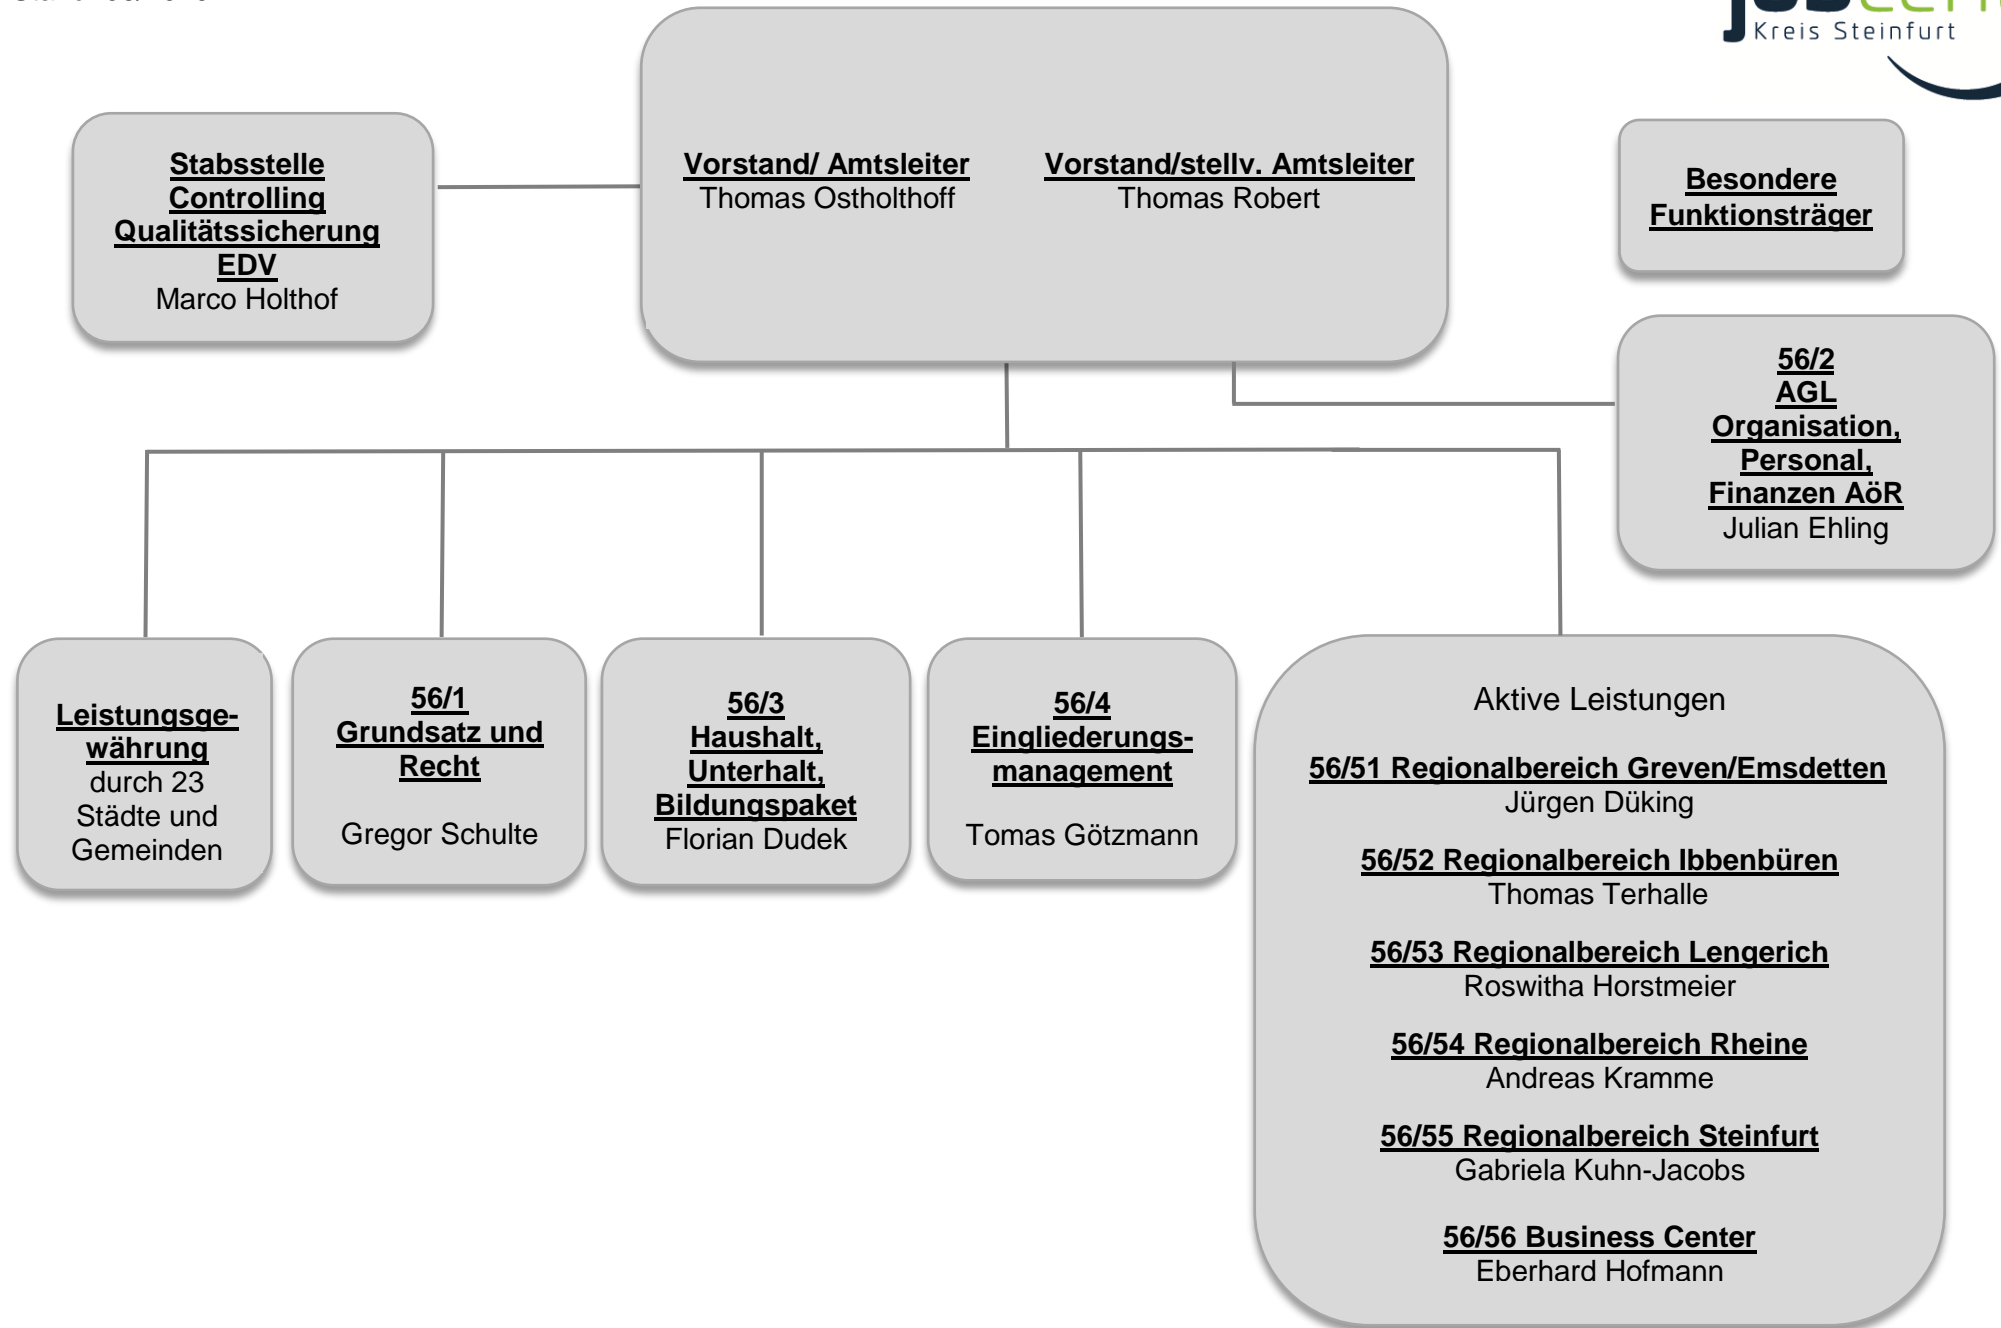 Kreis Steinfurt
Stabsstelle
Controlling
Qualitätssicherung
EDV
Marco Holthof
Vorstand/ Amtsleiter
Thomas Ostholthoff
Vorstand/stellv. Amtsleiter
Thomas Robert
Besondere
Funktionsträger
56/2
AGL
Organisation,
Personal,
Finanzen AöR
Julian Ehling
Leistungsge-
währung
durch 23
Städte und
Gemeinden
56/1
Grundsatz und
Recht
Gregor Schulte
56/3
Haushalt,
Unterhalt,
Bildungspaket
Florian Dudek
56/4
Eingliederungs-
management
Tomas Götzmann
Aktive Leistungen
56/51 Regionalbereich Greven/Emsdetten
Jürgen Düking
56/52 Regionalbereich Ibbenbüren
Thomas Terhalle
56/53 Regionalbereich Lengerich
Roswitha Horstmeier
56/54 Regionalbereich Rheine
Andreas Kramme
56/55 Regionalbereich Steinfurt
Gabriela Kuhn-Jacobs
56/56 Business Center
Eberhard Hofmann